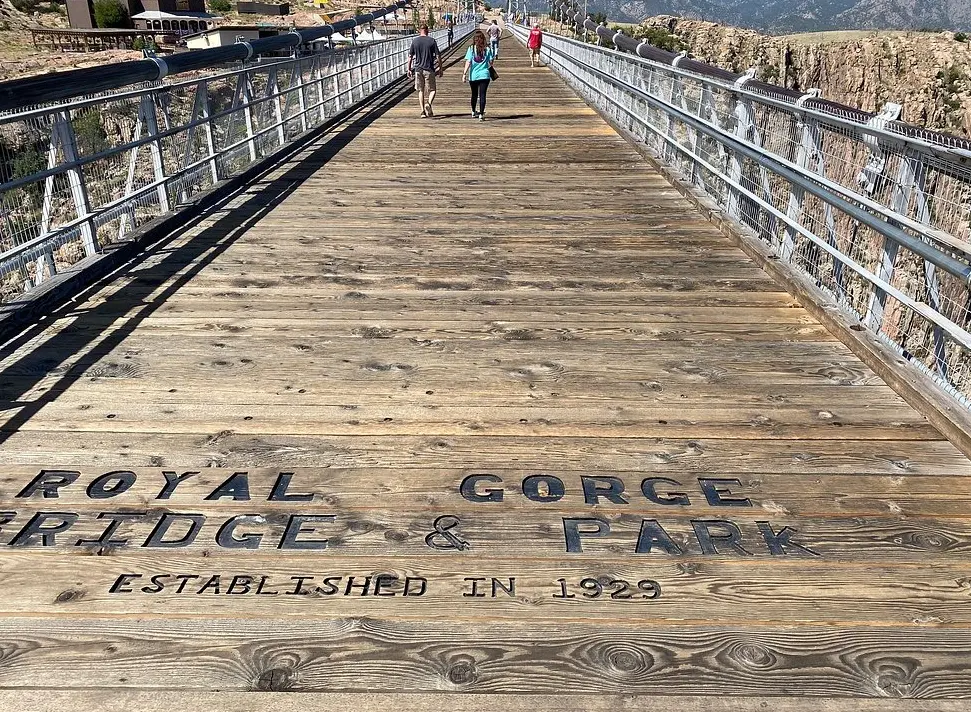 ROYAL GORGE
BRIDGE & PARK
ESTABLISHED IN 1929